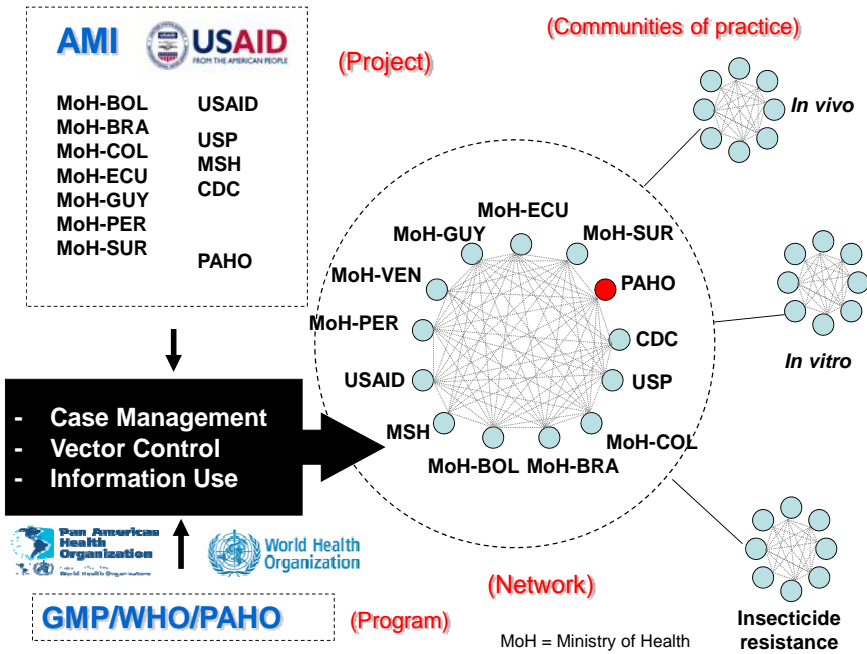 AMI
USAID
FROM THE AMERICAN PEOPLE
(Project)
(Communities of practice)
MoH-BOL
MoH-BRA
MoH-COL
MoH-ECU
MoH-GUY
MoH-PER
MoH-SUR
USAID
USP
MSH
CDC
PAHO
In vivo
MoH-ECU
MoH-GUY
MoH-SUR
MoH-VEN
PAHO
MoH-PER
CDC
USAID
USP
MSH
MoH-COL
MoH-BOL
MoH-BRA
In vitro
- Case Management
- Vector Control
- Information Use
Pan American
Health
Organization
World Health
Organization
(Network)
GMP/WHO/PAHO
(Program)
MoH = Ministry of Health
Insecticide
resistance